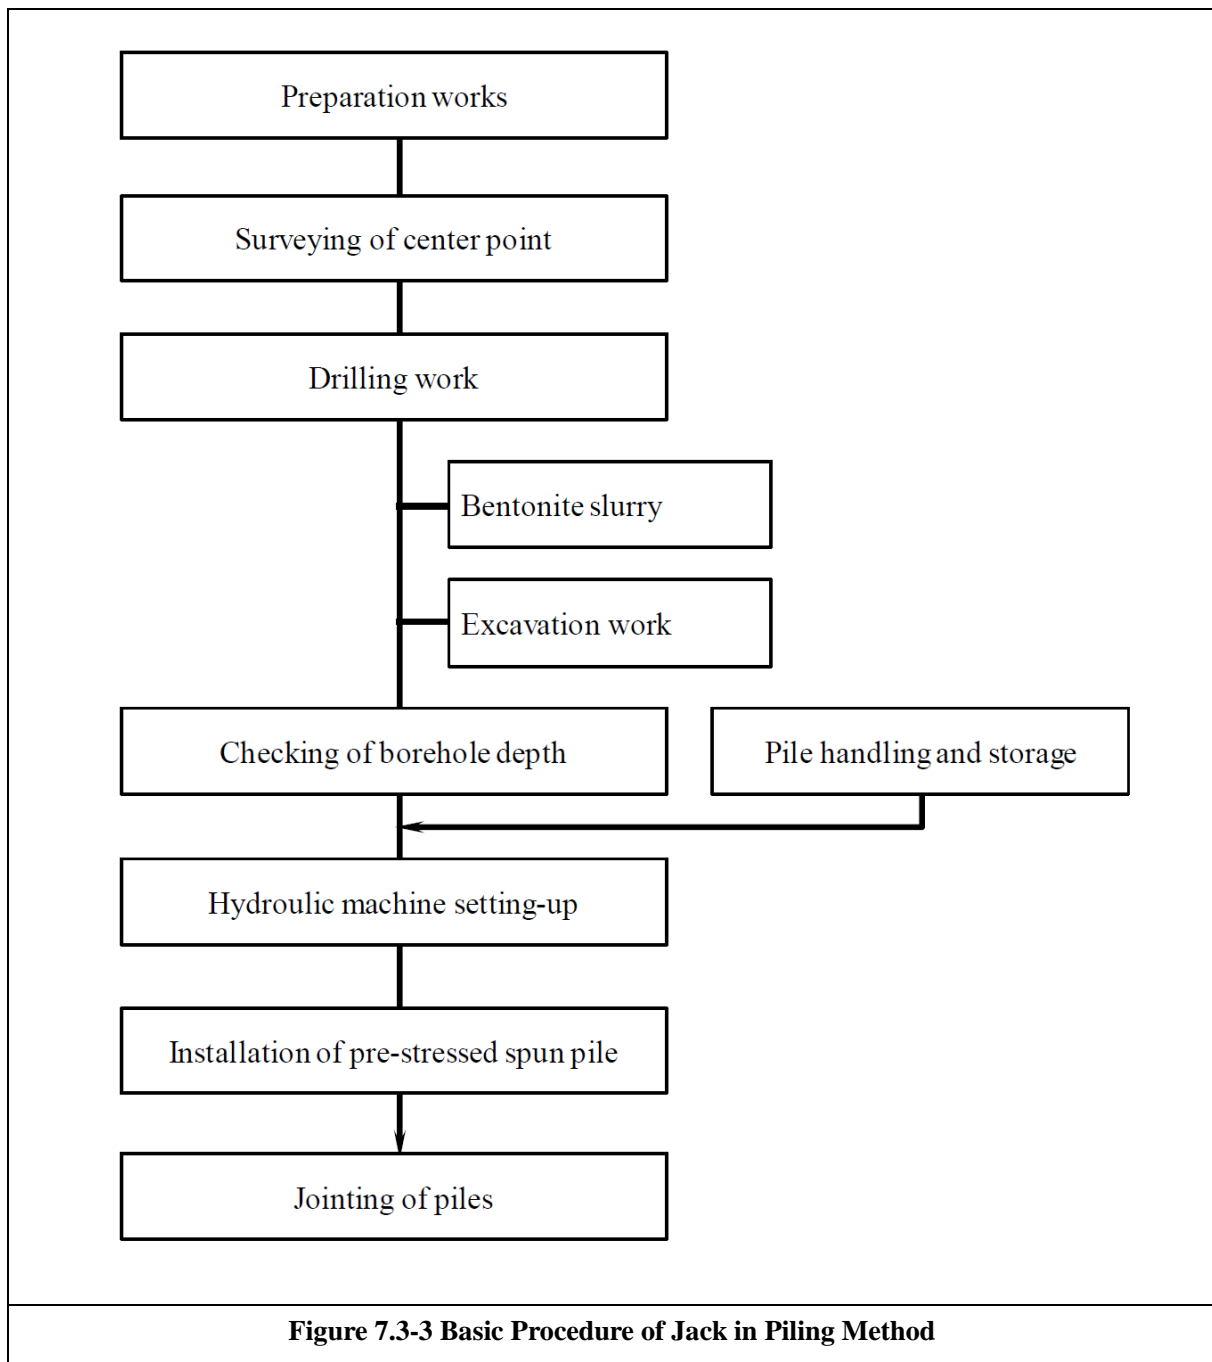 Preparation works
Surveying of center point
Drilling work
Bentonite slurry
Excavation work
Checking of borehole depth
Pile handling and storage
Hydroulic machine setting-up
Installation of pre-stressed spun pile
Jointing of piles
Figure 7.3-3 Basic Procedure of Jack in Piling Method